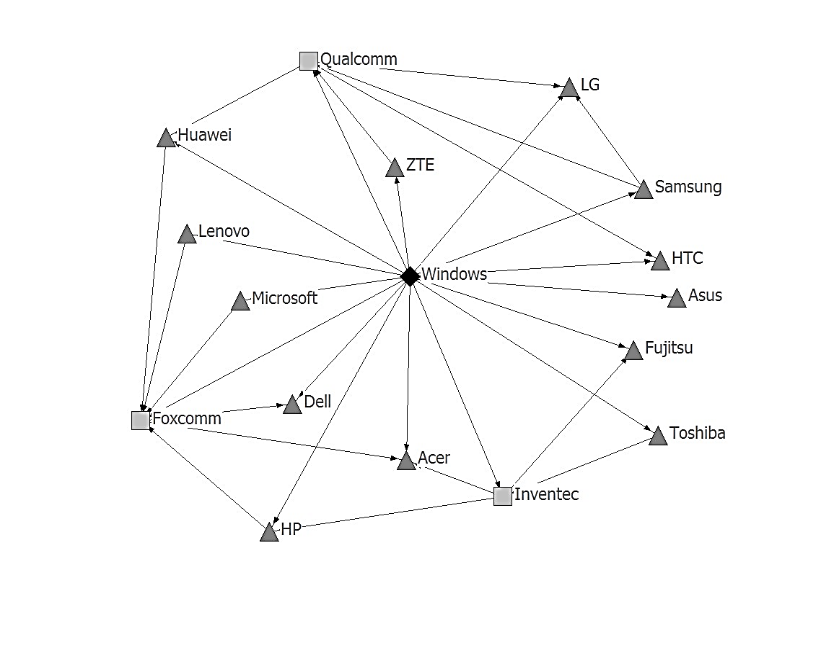 Qualcomm
LG
Huawei
ZTE
Samsung
Lenovo
HTC
Windows
Microsoft
Asus
Fujitsu
Dell
Foxcomm
Toshiba
Acer
Inventec
HP